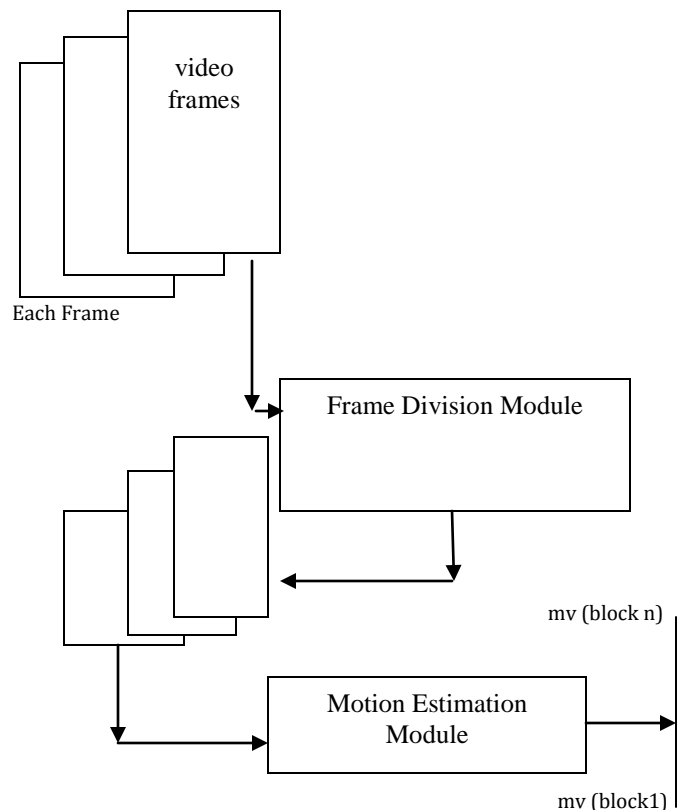 video
frames
Each Frame
Frame Division Module
mv (block n)
Motion Estimation
Module
mv (block1)